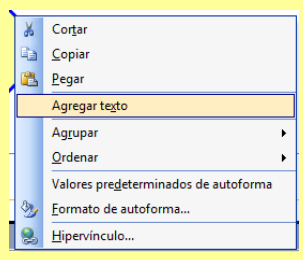 Cortar
Copiar
Pegar
Agregar texto
Agrupar
Ordenar
Valores predeterminados de autoforma
Formato de autoforma...
Hipervínculo...